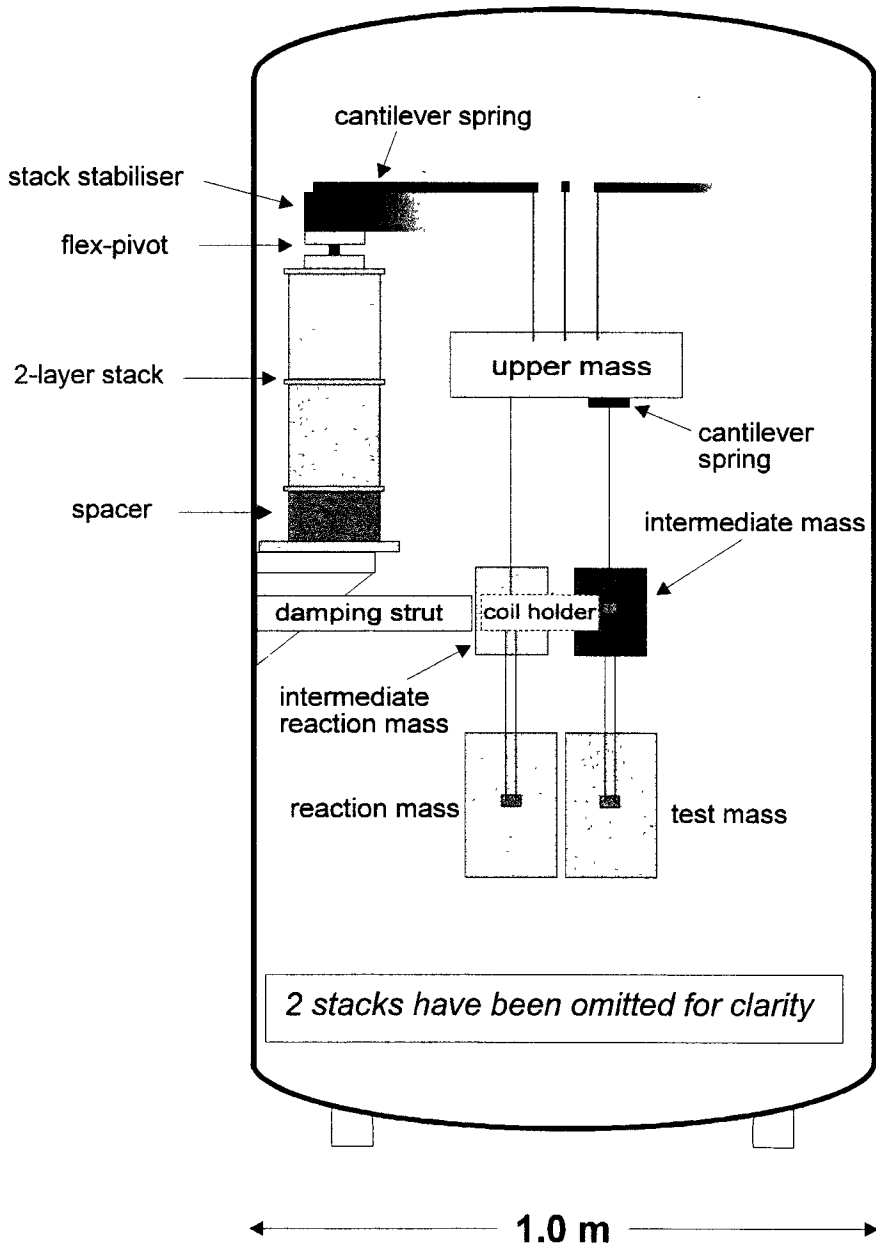 cantilever spring
stack stabiliser
flex-pivot
upper mass
2-layer stack
cantilever
spring
spacer
intermediate mass
damping strut
coil holder
intermediate
reaction mass
reaction mass
test mass
2 stacks have been omitted for clarity
1.0 m